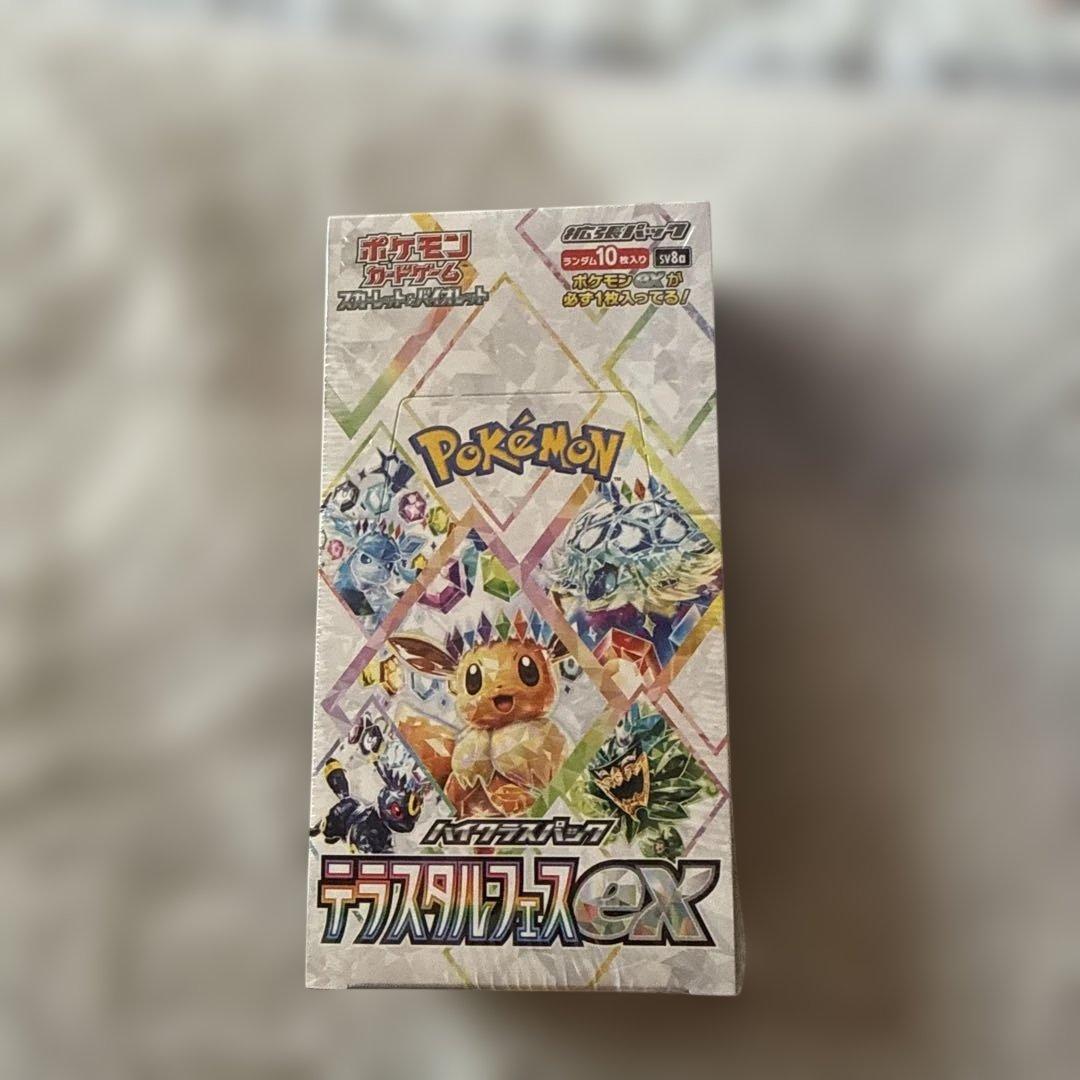 ポケモン
カードゲーム
スカーレット&バイオレット
拡張パック
ランダム10枚入り SV8a
ポケモンexが
必ず1枚入ってる!
POKéMON
ハイクラスパック
テラスタルフェスex